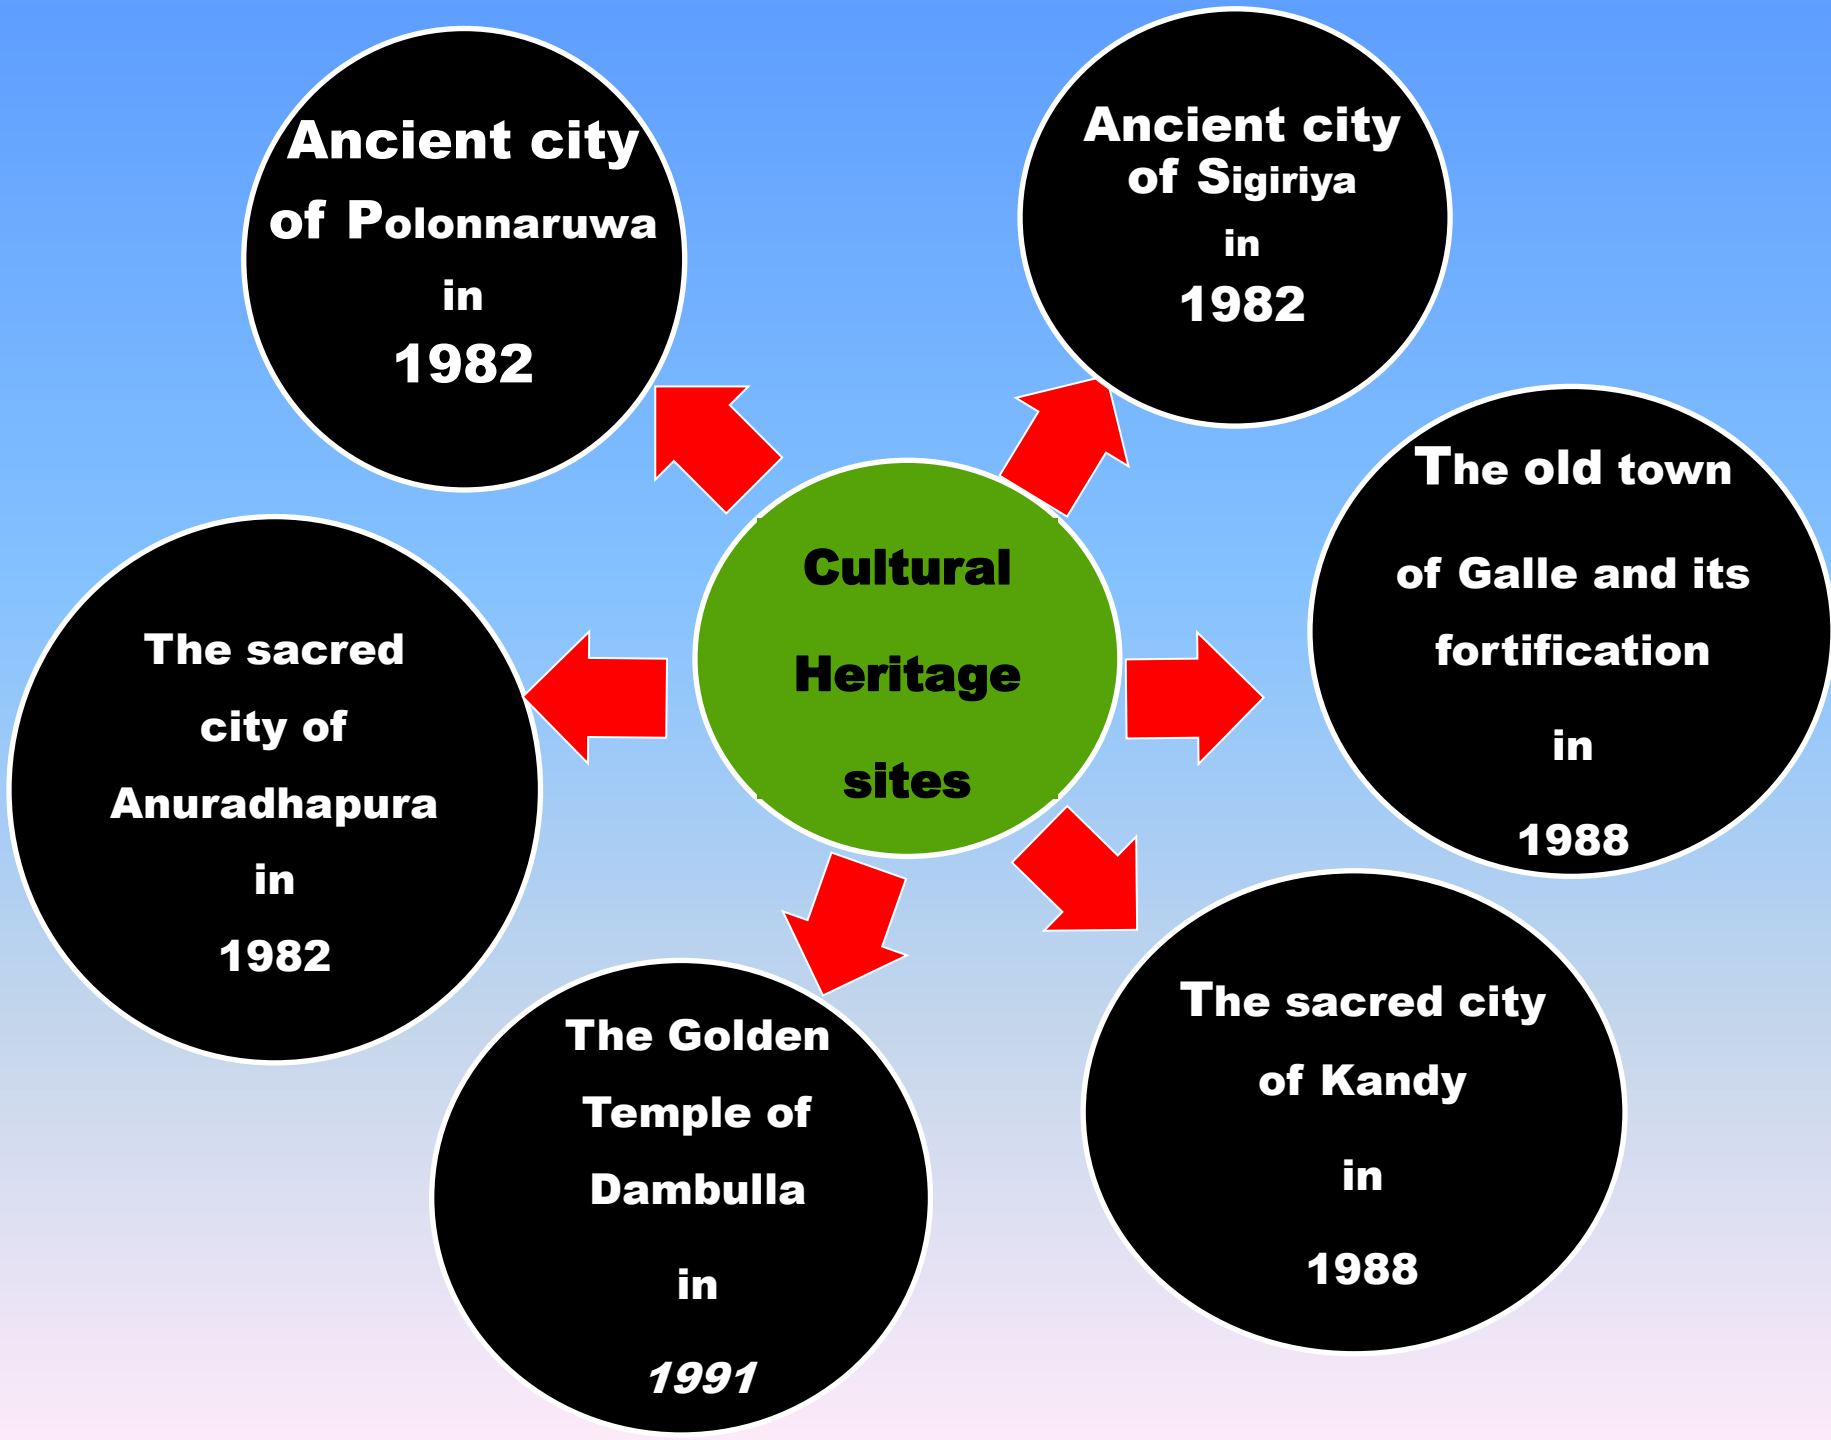 Ancient city
of Polonnaruwa
in
1982
Ancient city
of Sigiriya
in
1982
The old town
of Galle and its
fortification
in
1988
Cultural
Heritage
sites
The sacred
city of
Anuradhapura
in
1982
The Golden
Temple of
Dambulla
in
1991
The sacred city
of Kandy
in
1988